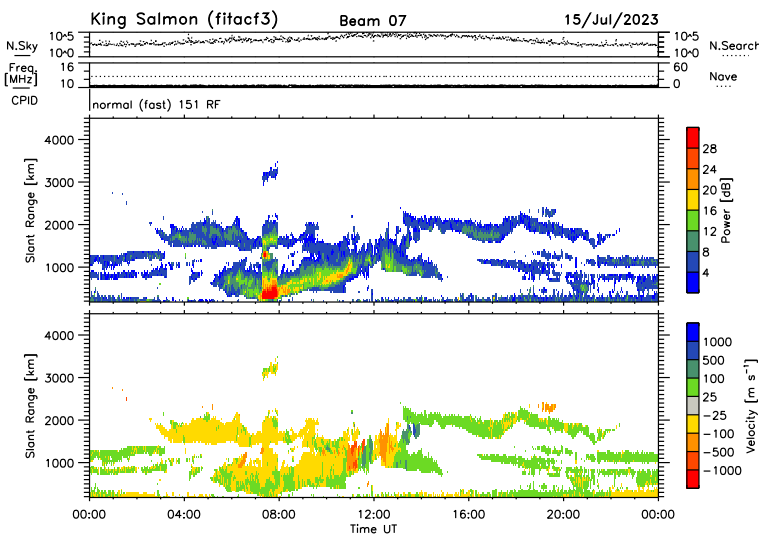 King Salmon (fitacf3) Beam 07 15/Jul/2023
N.Sky 10^5 10^0 10^5 10^0 N.Search
Freq [MHz] 16 10 60 0 Nave
CPID normal (fast) 151 RF
Slant Range [km] 4000 3000 2000 1000
Power [dB] 28 24 20 16 12 8 4
Slant Range [km] 4000 3000 2000 1000
Velocity [m s⁻¹] 1000 500 100 25 −25 −100 −500 −1000
00:00 04:00 08:00 12:00 16:00 20:00 00:00
Time UT